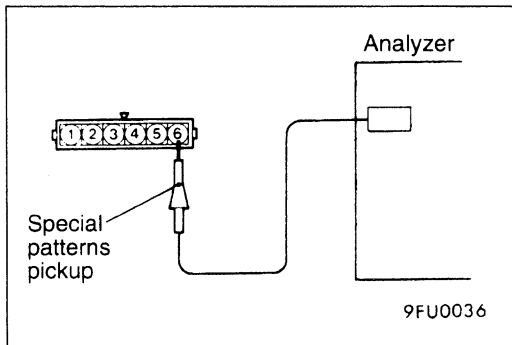 Analyzer
1 2 3 4 5 6
Special
patterns
pickup
9FU0036